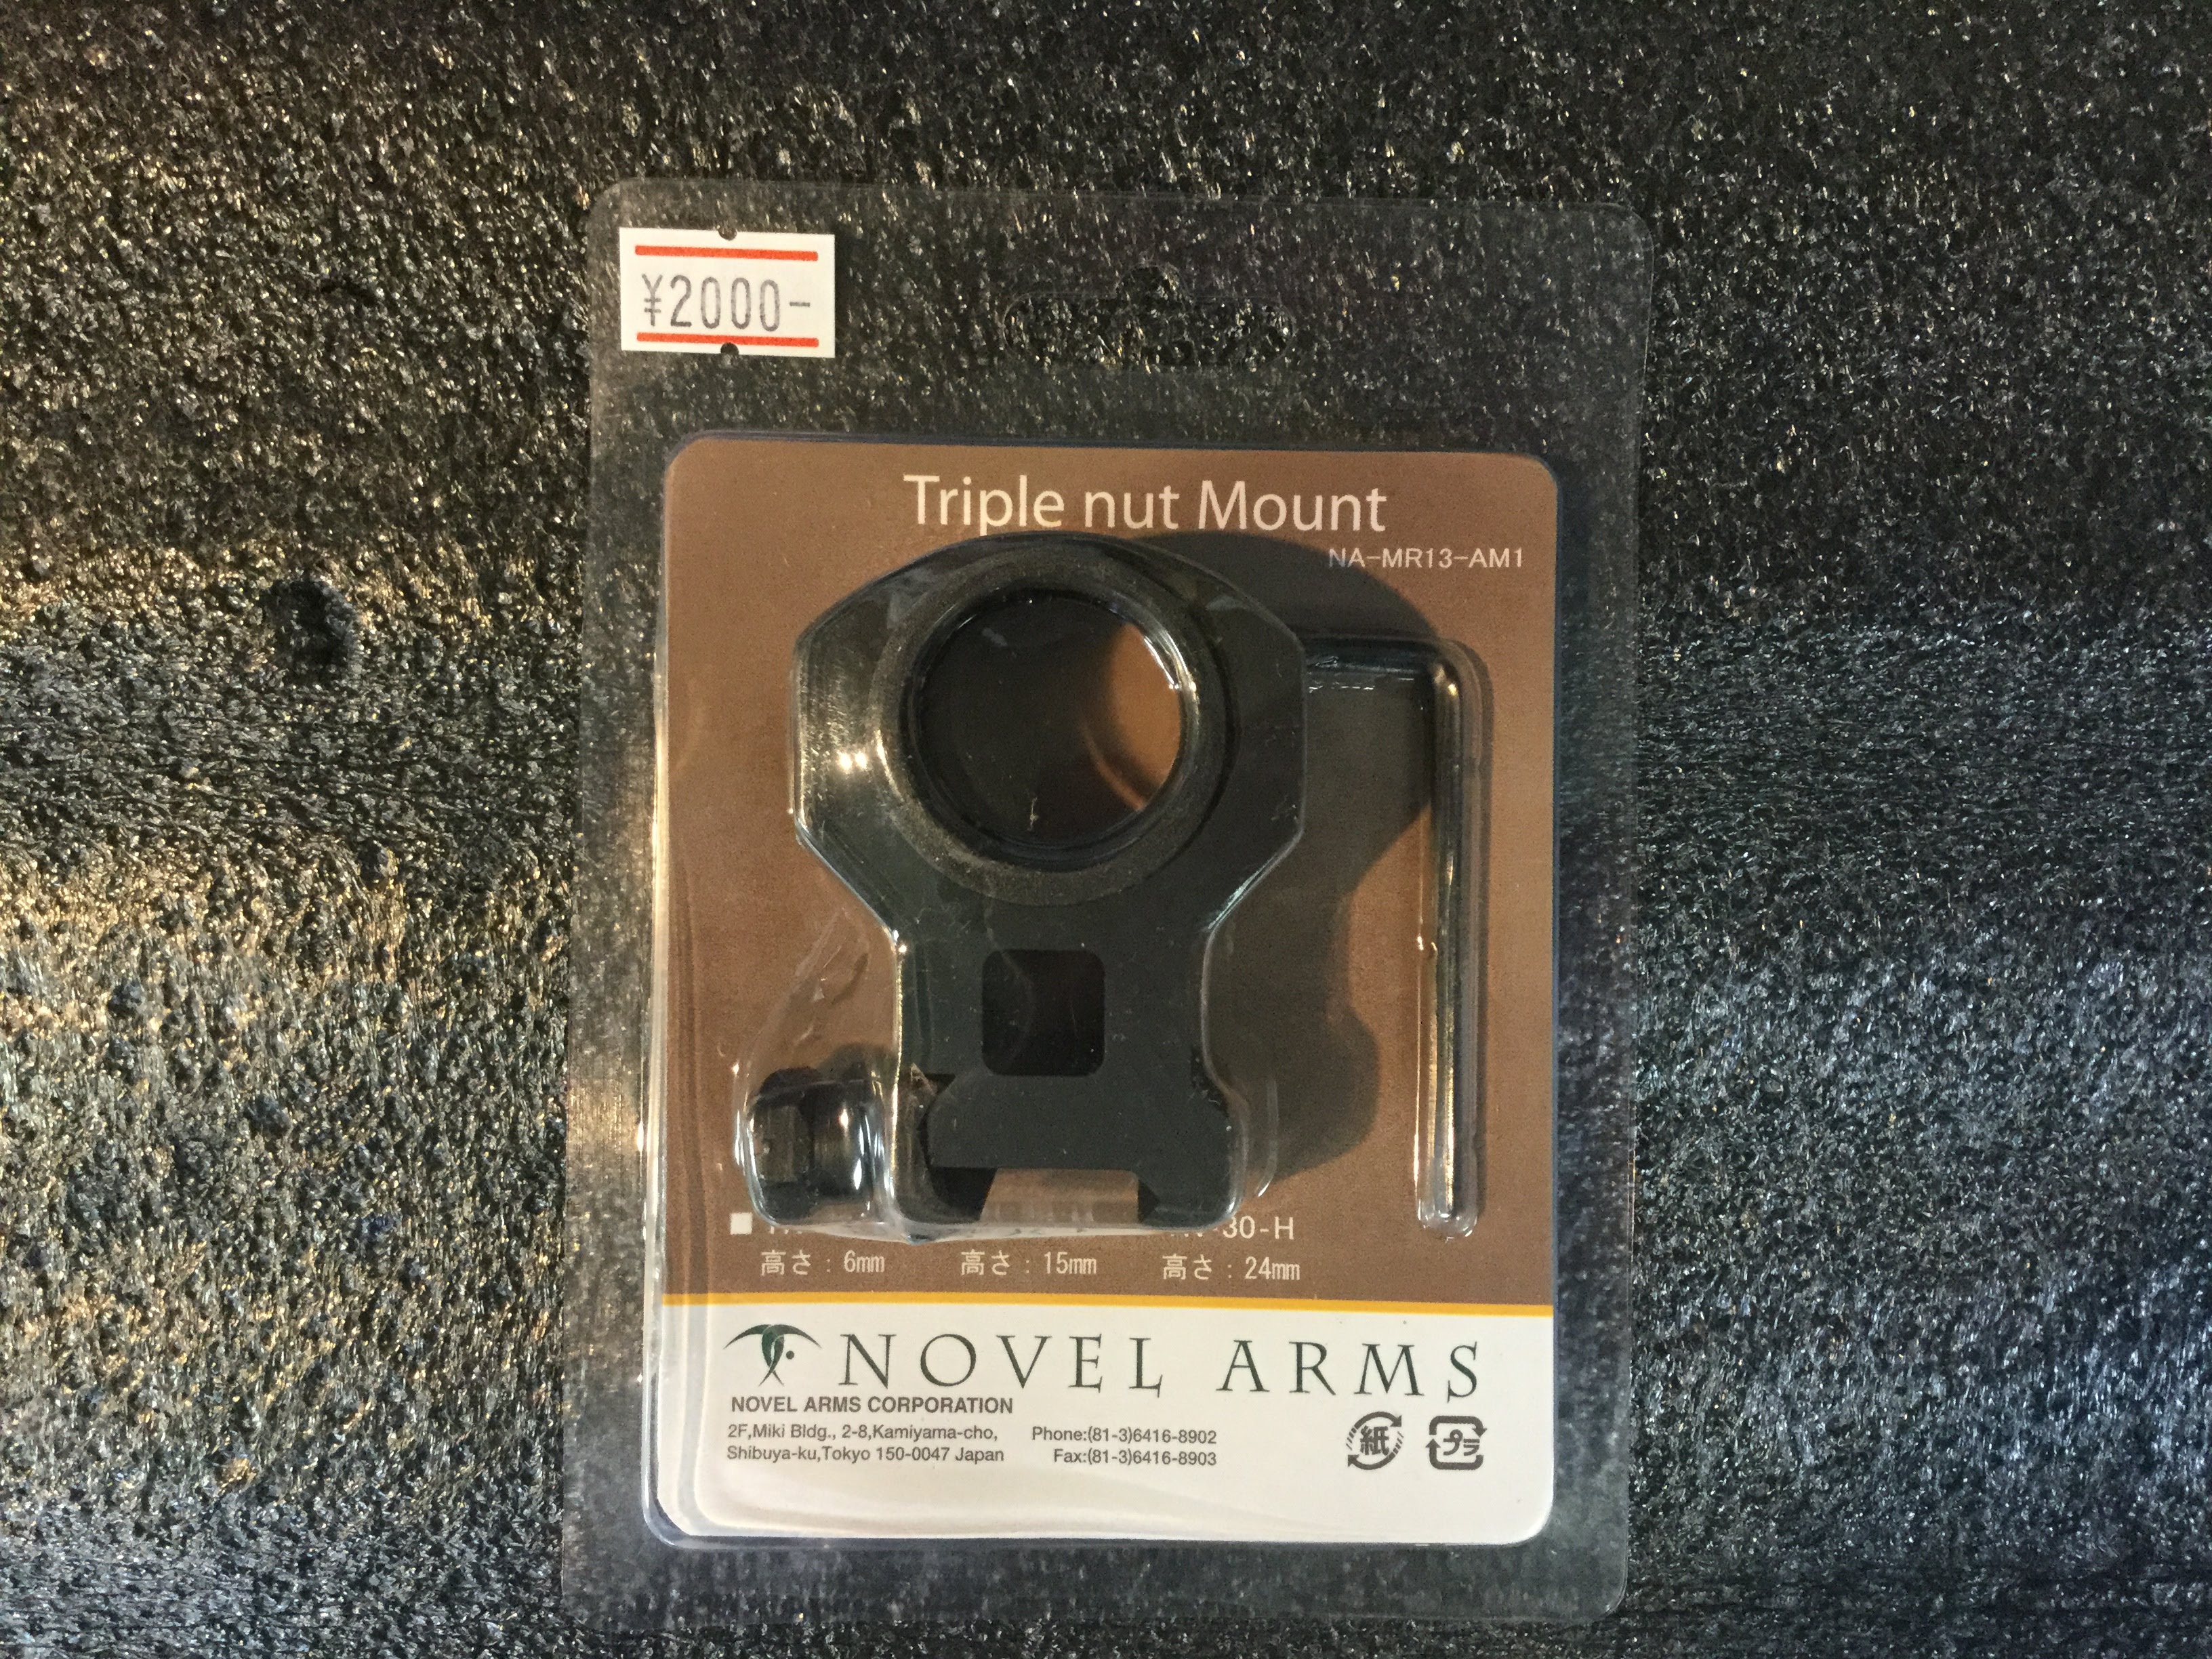 ¥2000-
Triple nut Mount
NA-MR13-AM1
30-H
高さ：6mm 高さ：15mm 高さ：24mm
NOVEL ARMS
NOVEL ARMS CORPORATION
2F,Miki Bldg., 2-8,Kamiyama-cho, Phone:(81-3)6416-8902
Shibuya-ku,Tokyo 150-0047 Japan Fax:(81-3)6416-8903
紙 プラ